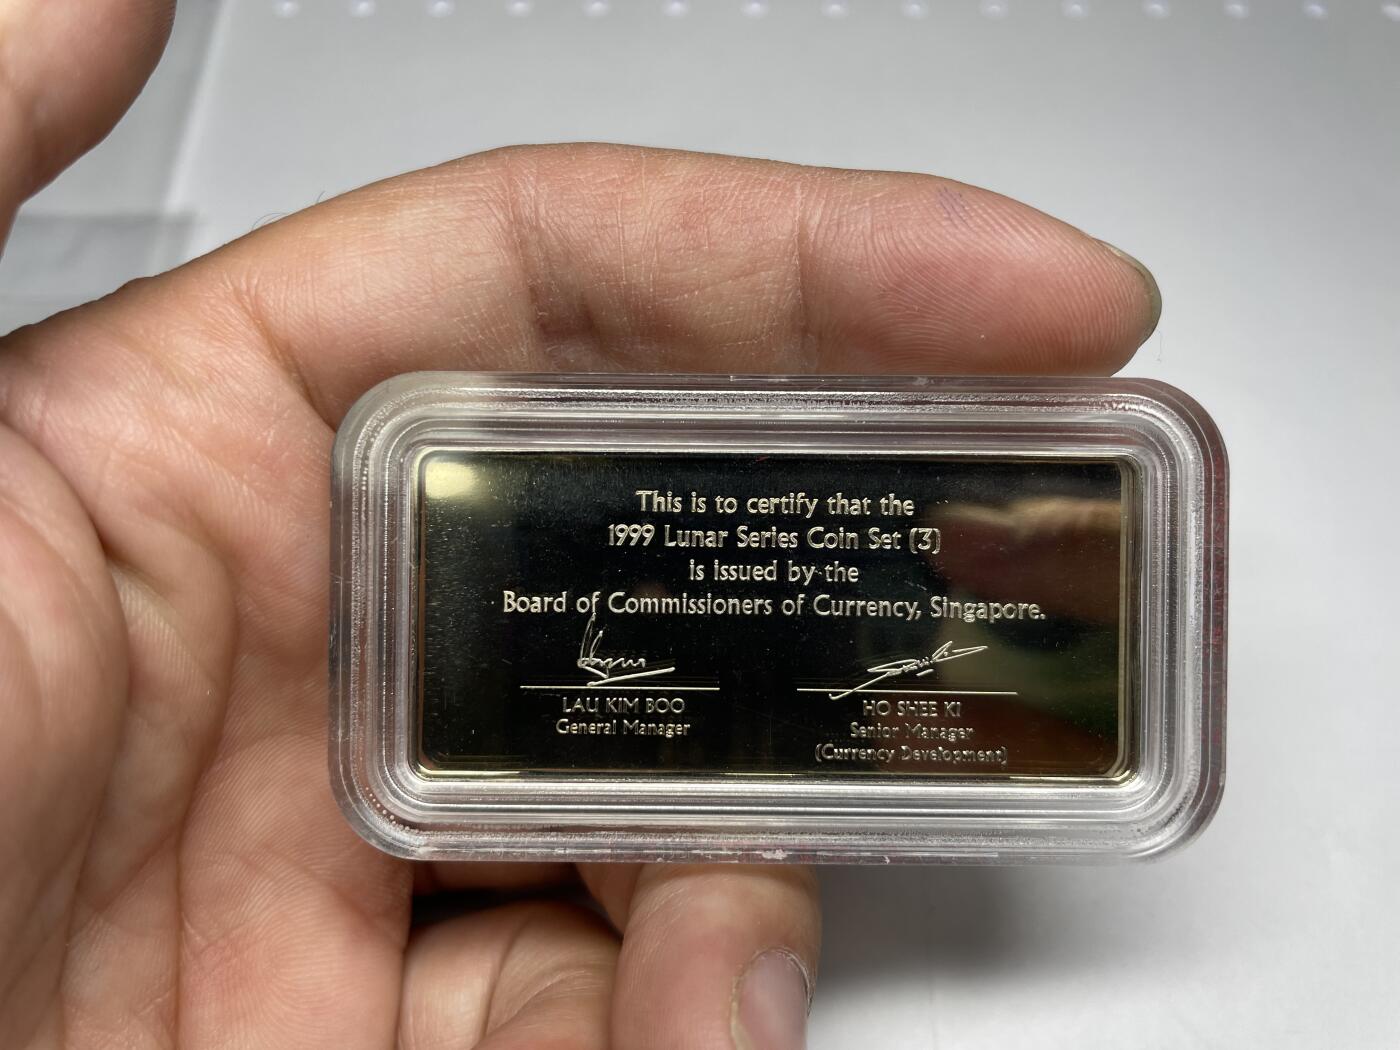 This is to certify that the
1999 Lunar Series Coin Set (3)
is issued by the
Board of Commissioners of Currency, Singapore.
LAU KIM BOO
General Manager
HO SHEE KI
Senior Manager
(Currency Development)